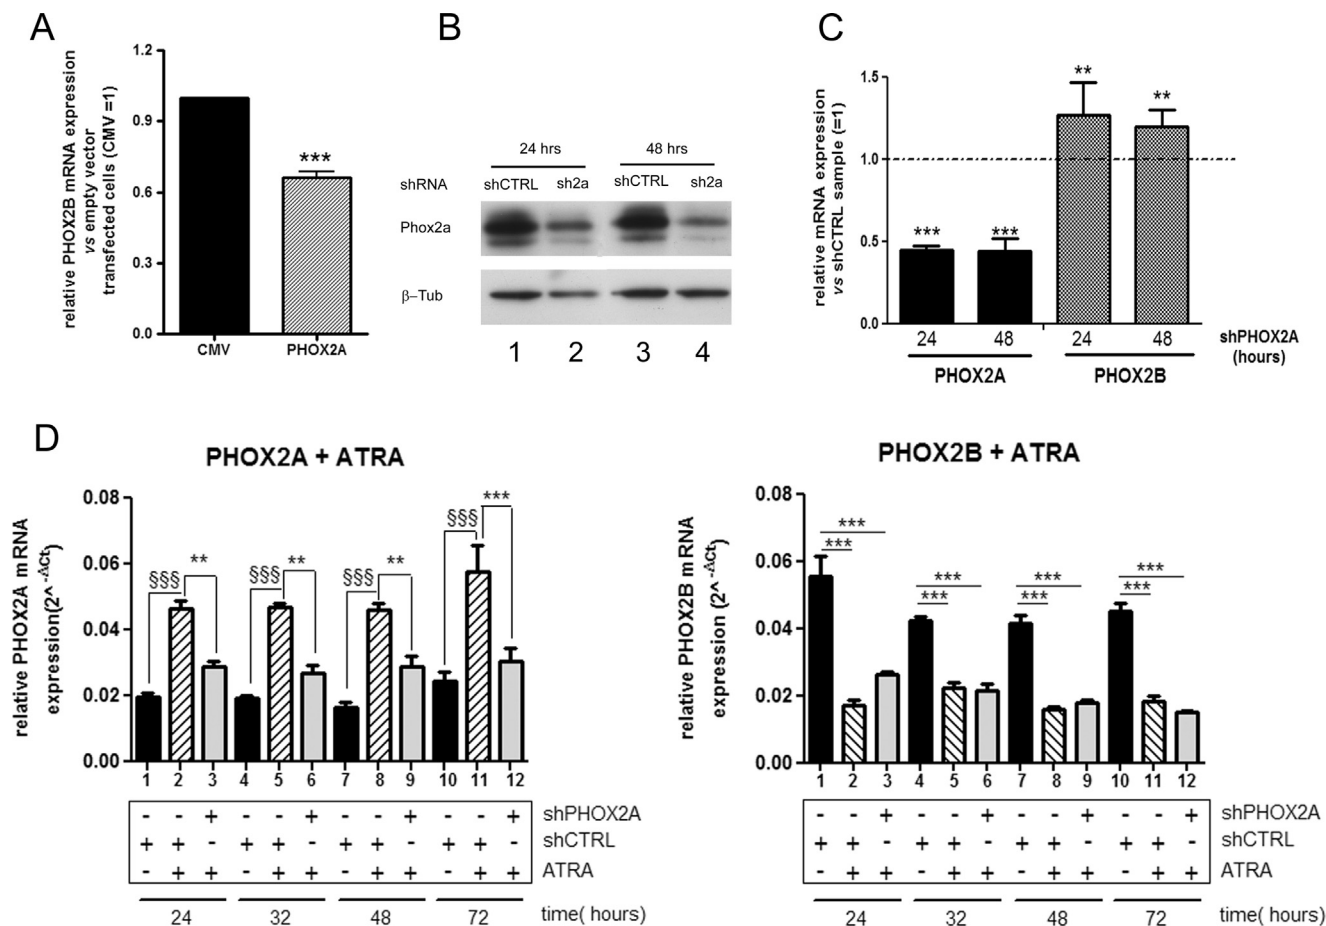 A
relative PHOX2B mRNA expression
vs empty vector
transfected cells (CMV =1)
1.2
0.9
0.6
0.3
0.0
***
CMV PHOX2A
B
24 hrs 48 hrs
shRNA shCTRL sh2a shCTRL sh2a
Phox2a
β–Tub
1 2 3 4
C
relative mRNA expression
vs shCTRL sample (=1)
1.5
1.0
0.5
0.0
*** *** ** **
24 48 24 48 shPHOX2A
(hours)
PHOX2A PHOX2B
D
PHOX2A + ATRA
relative PHOX2A mRNA
expression(2^ -ΔCt)
0.08
0.06
0.04
0.02
0.00
§§§ ** §§§ ** §§§ ** §§§ ***
1 2 3 4 5 6 7 8 9 10 11 12
- - + - - + - - + - - + shPHOX2A
+ + - + + - + + - + + - shCTRL
- + + - + + - + + - + + ATRA
24 32 48 72 time( hours)
PHOX2B + ATRA
relative PHOX2B mRNA
expression (2^ -ΔCt)
0.08
0.06
0.04
0.02
0.00
*** *** *** ***
*** *** *** ***
1 2 3 4 5 6 7 8 9 10 11 12
- - + - - + - - + - - + shPHOX2A
+ + - + + - + + - + + - shCTRL
- + + - + + - + + - + + ATRA
24 32 48 72 time( hours)